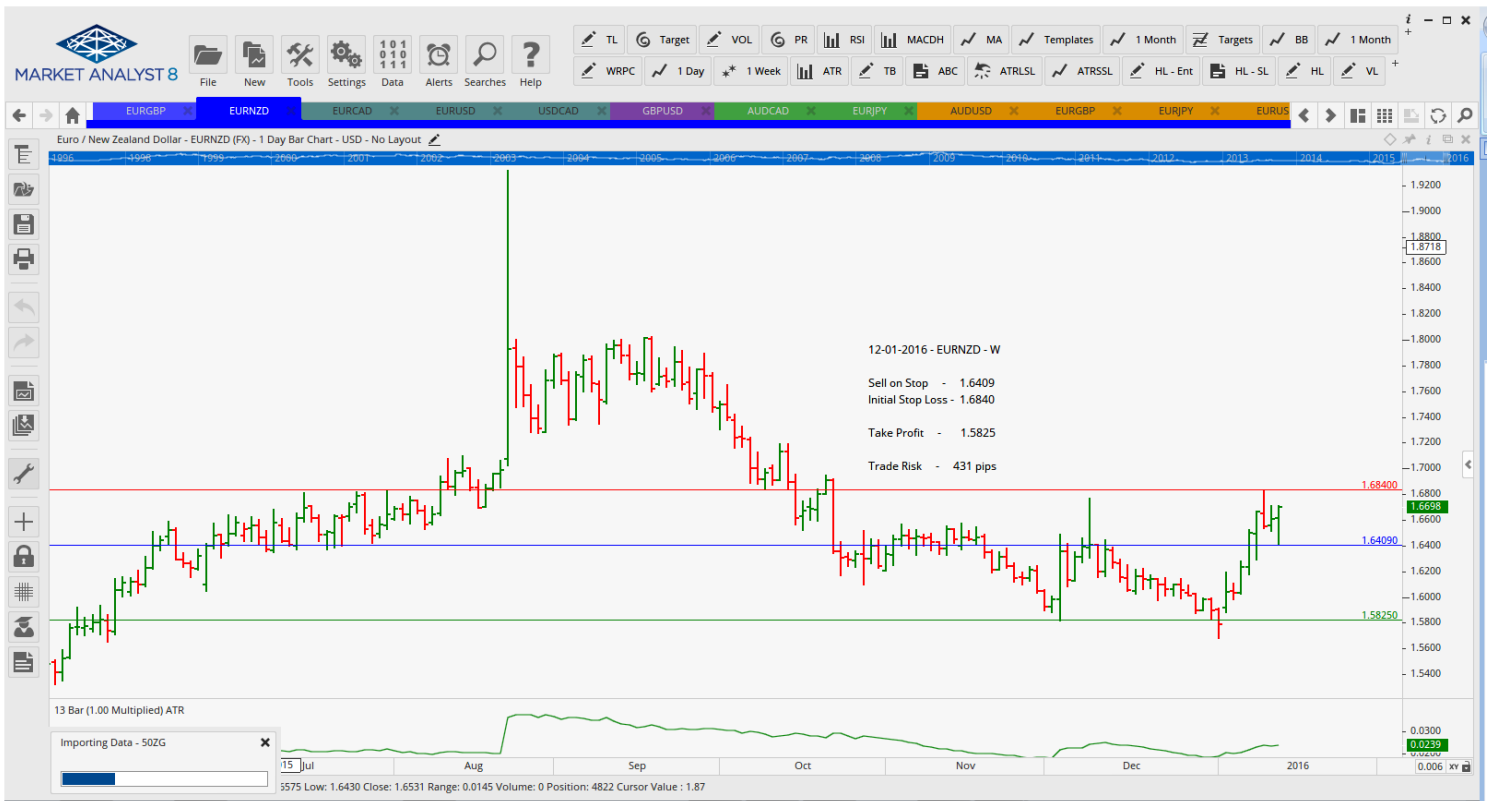 MARKET ANALYST 8
File New Tools Settings Data Alerts Searches Help
TL Target VOL PR RSI MACDH MA Templates 1 Month Targets BB 1 Month
WRPC 1 Day 1 Week ATR TB ABC ATRLSL ATRSSL HL - Ent HL - SL HL VL
EURGBP EURNZD EURCAD EURUSD USDCAD GBPUSD AUDCAD EURJPY AUDUSD EURGBP EURJPY EURUS
Euro / New Zealand Dollar - EURNZD (FX) - 1 Day Bar Chart - USD - No Layout
1996 1998 1999 2000 2001 2002 2003 2004 2005 2006 2007 2008 2009 2010 2011 2012 2013 2014 2015 2016
1.9200
1.9000
1.8800
1.8718
1.8600
1.8400
1.8200
1.8000
1.7800
1.7600
1.7400
1.7200
1.7000
1.6800
1.6698
1.6600
1.6400
1.6200
1.6000
1.5800
1.5600
1.5400
12-01-2016 - EURNZD - W
Sell on Stop - 1.6409
Initial Stop Loss - 1.6840
Take Profit - 1.5825
Trade Risk - 431 pips
1.68400
1.64090
1.58250
13 Bar (1.00 Multiplied) ATR
0.0300
0.0239
0.0200
Importing Data - 50ZG
15 Jul Aug Sep Oct Nov Dec 2016
0.006 XY
5575 Low: 1.6430 Close: 1.6531 Range: 0.0145 Volume: 0 Position: 4822 Cursor Value : 1.87